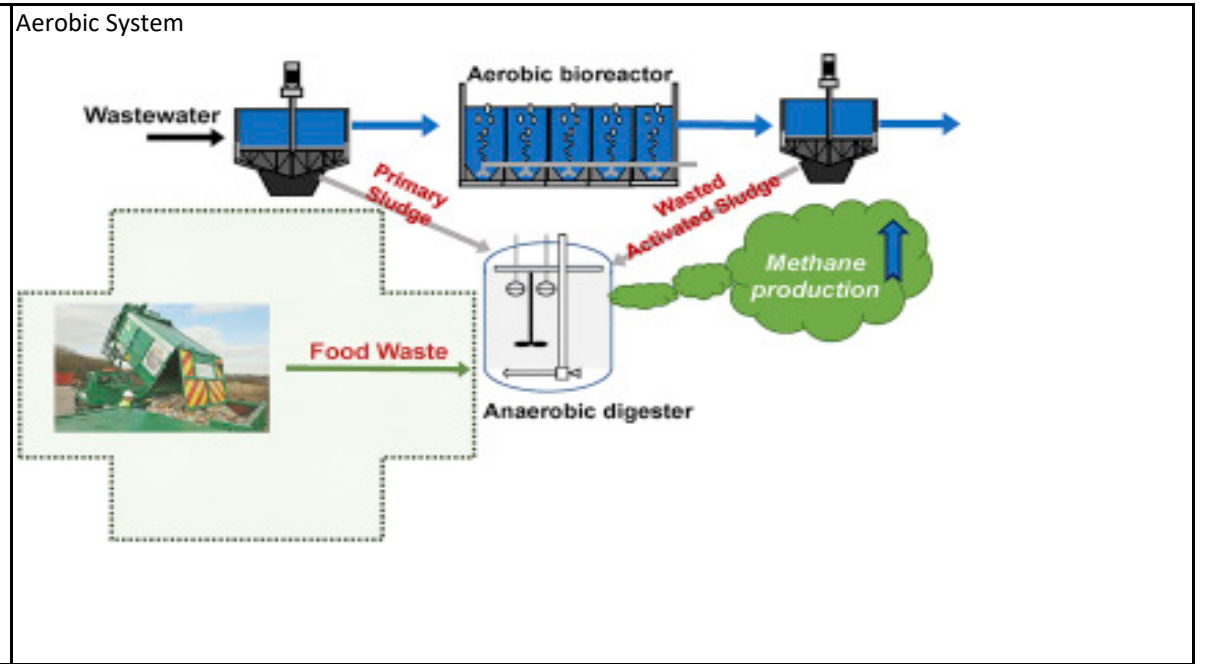 Aerobic System
Aerobic bioreactor
Wastewater
Primary
Sludge
Wasted
Activated Sludge
Methane
production
Food Waste
Anaerobic digester